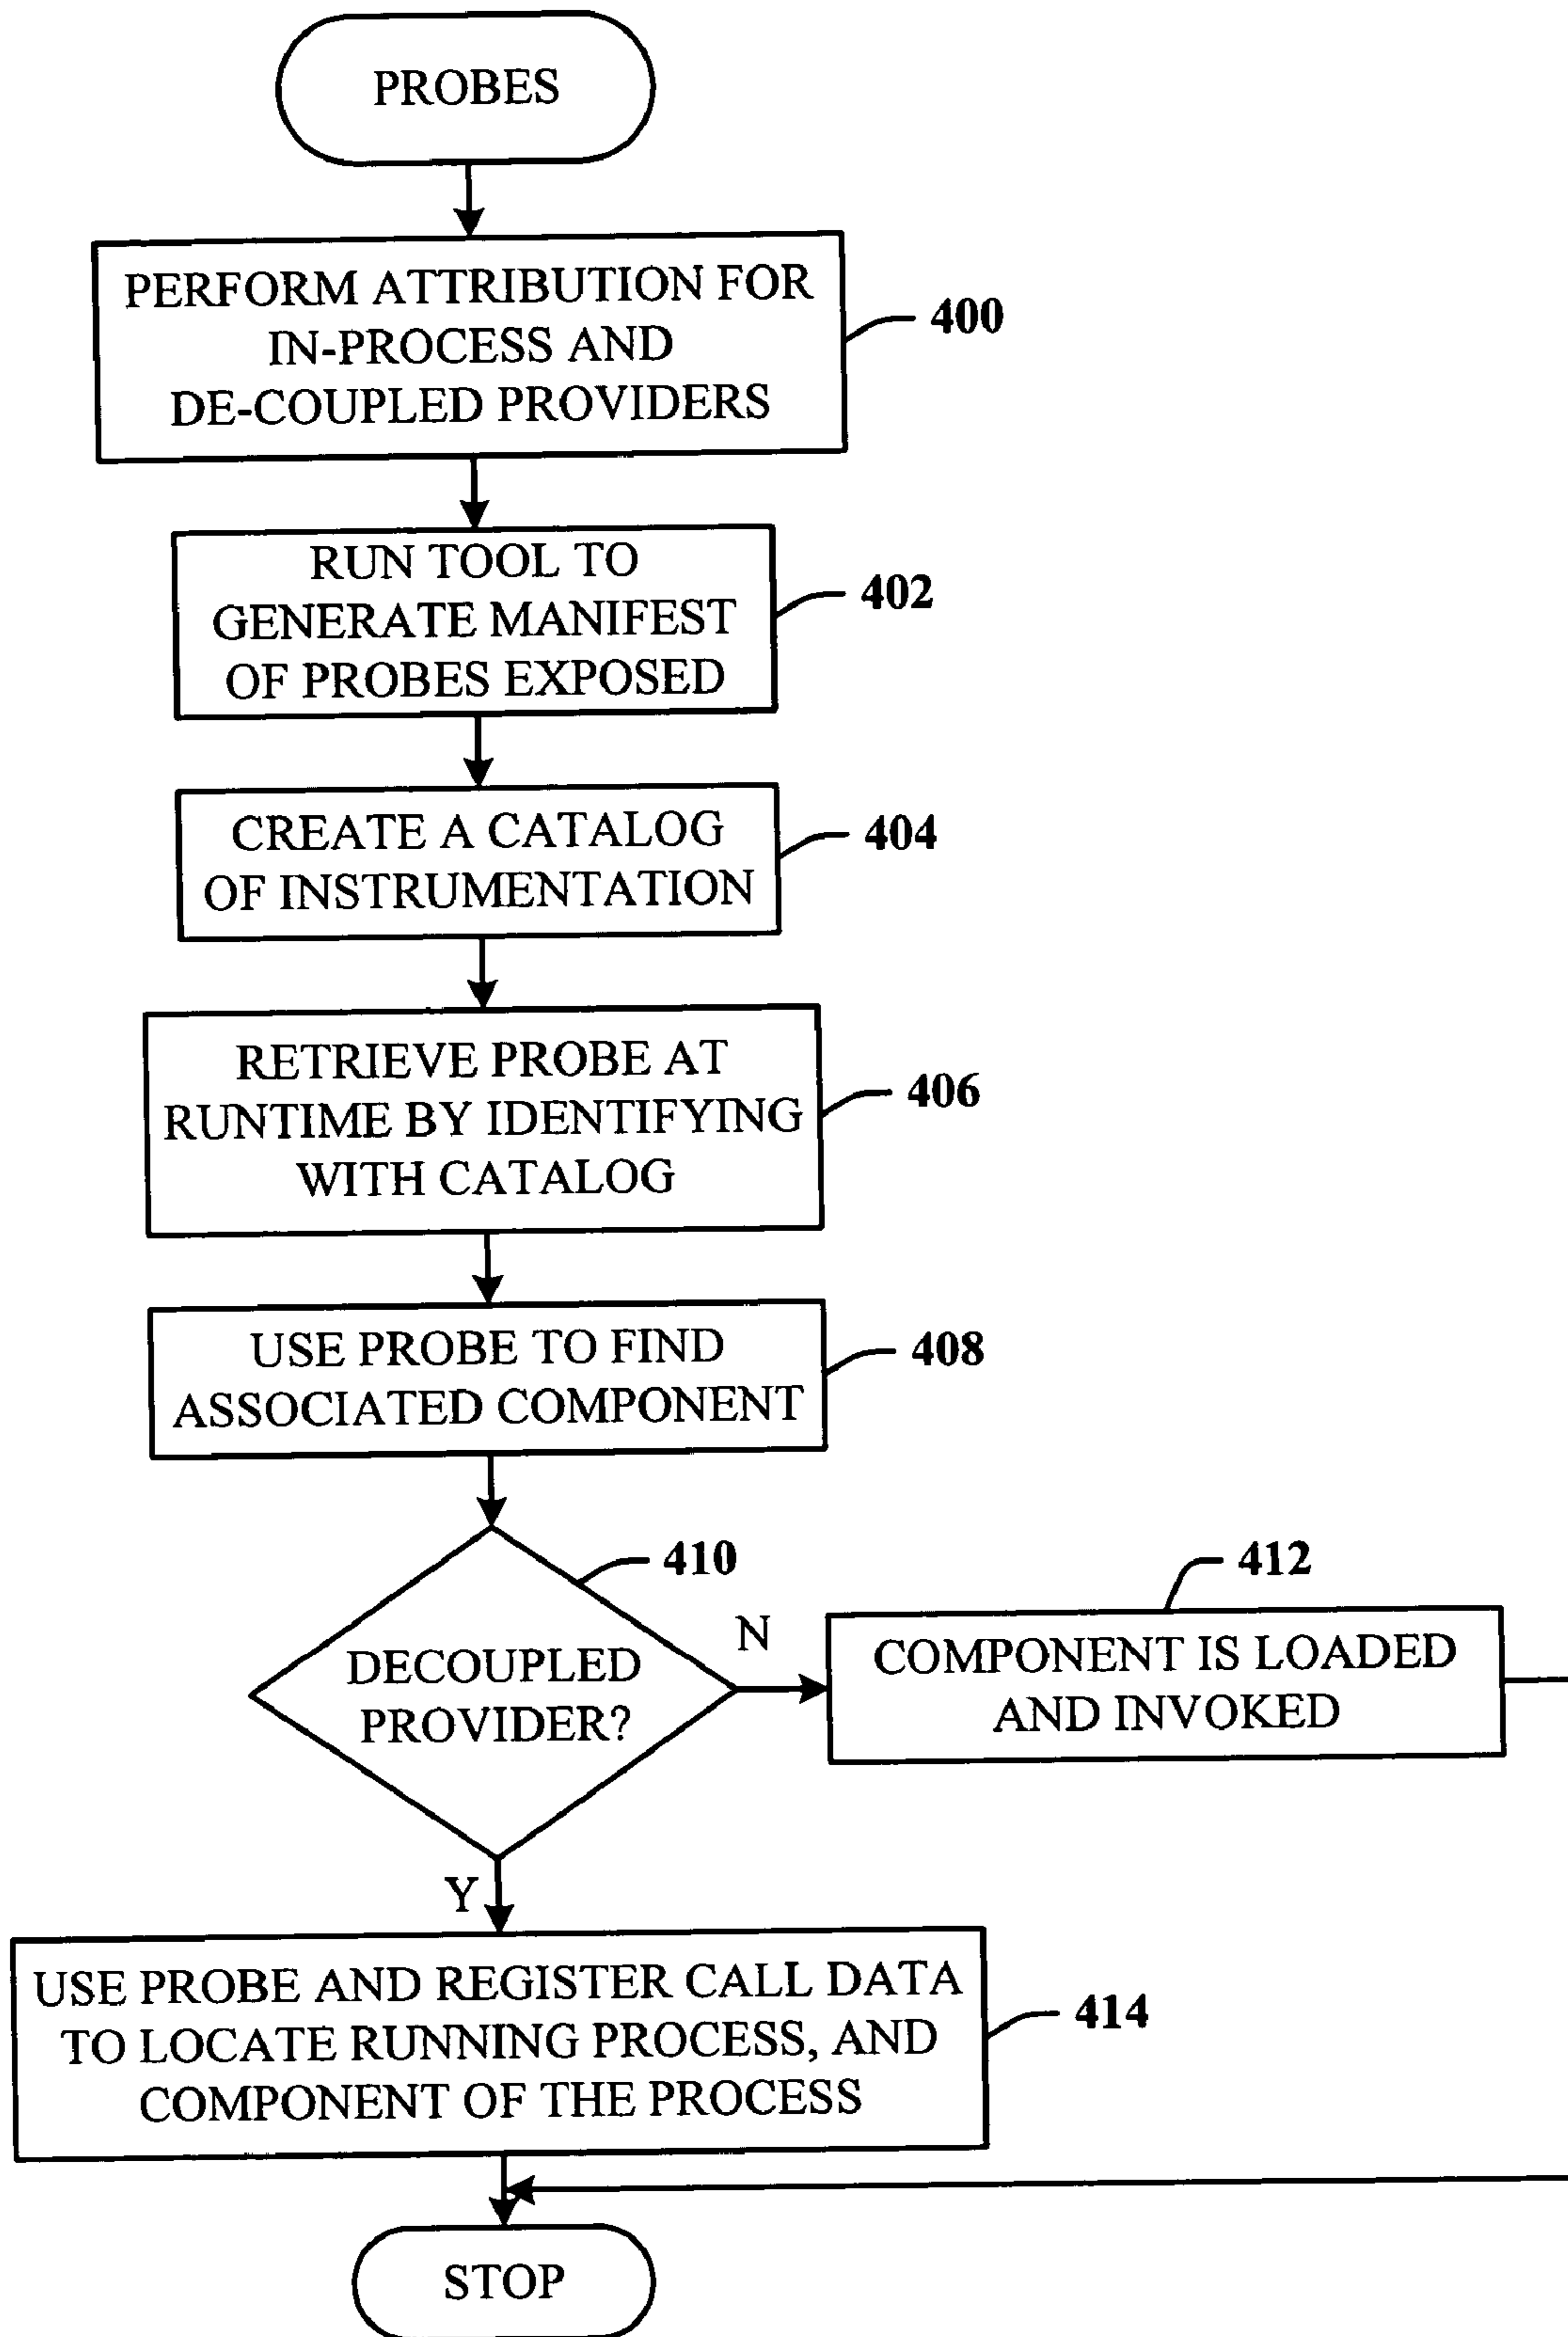 PROBES
PERFORM ATTRIBUTION FOR
IN-PROCESS AND
DE-COUPLED PROVIDERS
400
RUN TOOL TO
GENERATE MANIFEST
OF PROBES EXPOSED
402
CREATE A CATALOG
OF INSTRUMENTATION
404
RETRIEVE PROBE AT
RUNTIME BY IDENTIFYING
WITH CATALOG
406
USE PROBE TO FIND
ASSOCIATED COMPONENT
408
410
DECOUPLED
PROVIDER?
N
412
COMPONENT IS LOADED
AND INVOKED
Y
USE PROBE AND REGISTER CALL DATA
TO LOCATE RUNNING PROCESS, AND
COMPONENT OF THE PROCESS
414
STOP